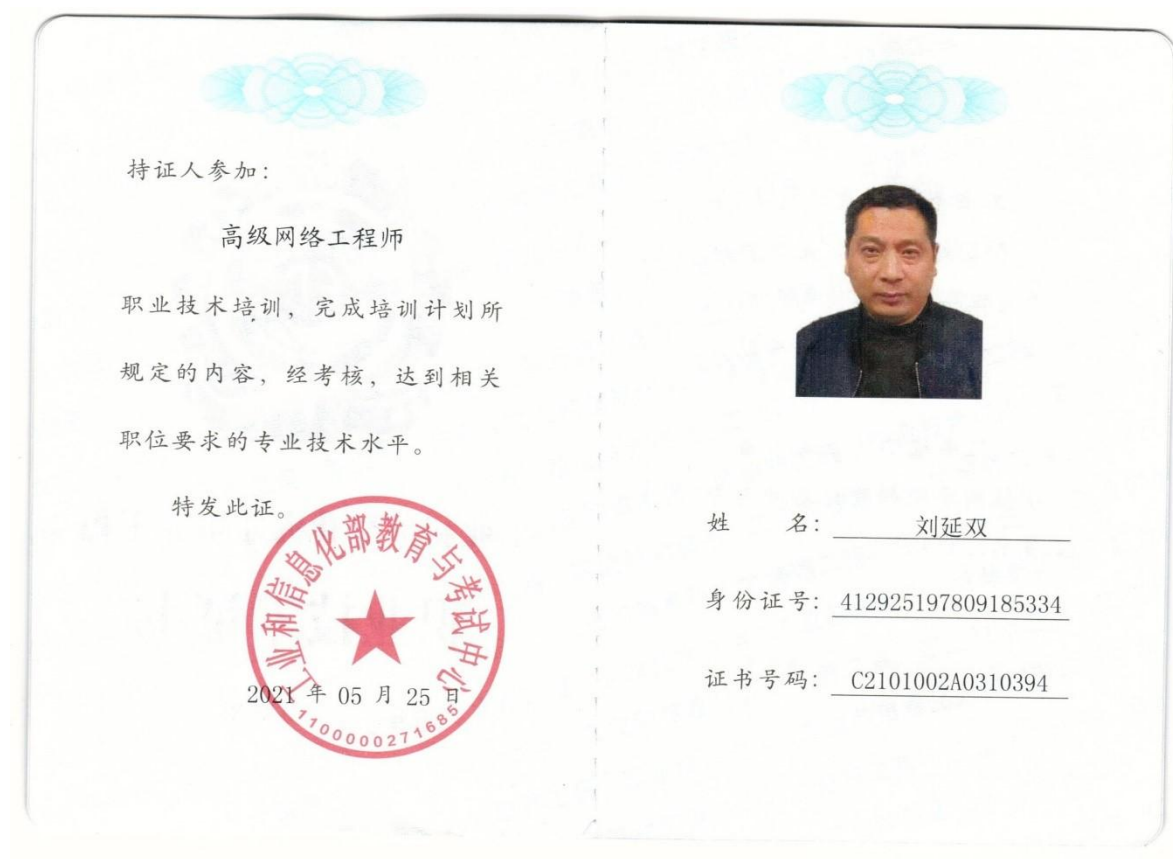 持证人参加：
高级网络工程师
职业技术培训，完成培训计划所
规定的内容，经考核，达到相关
职位要求的专业技术水平。
特发此证。
工业和信息化部教育与考试中心
2021 年 05 月 25 日
1100000271685
姓 名： 刘延双
身份证号： 412925197809185334
证书号码： C2101002A0310394